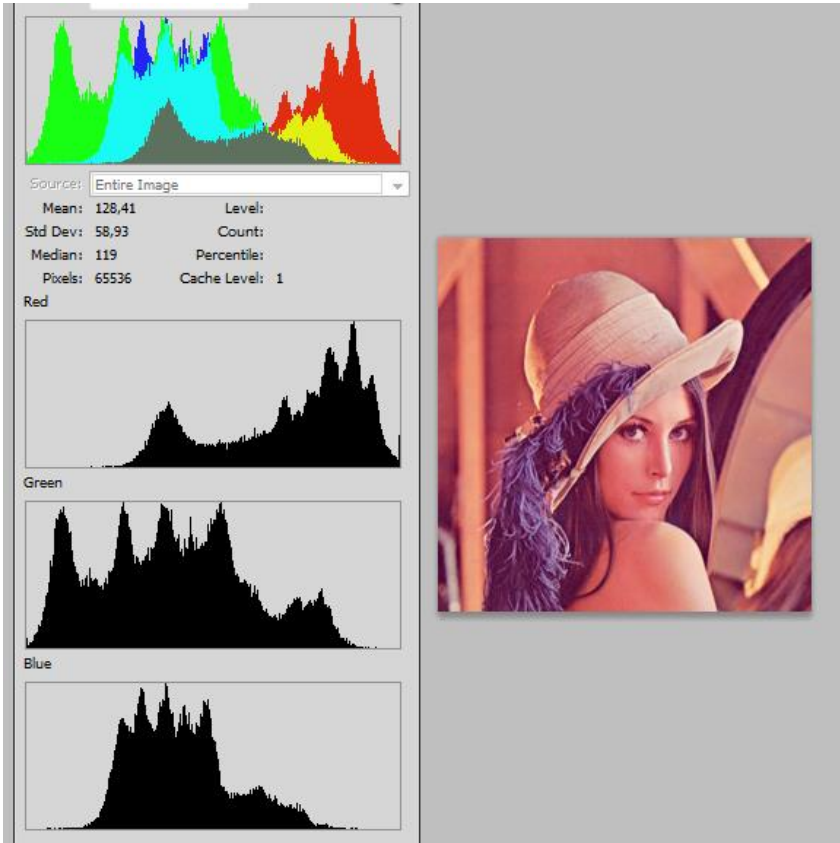 Source: Entire Image
Mean: 128,41 Level:
Std Dev: 58,93 Count:
Median: 119 Percentile:
Pixels: 65536 Cache Level: 1
Red
Green
Blue